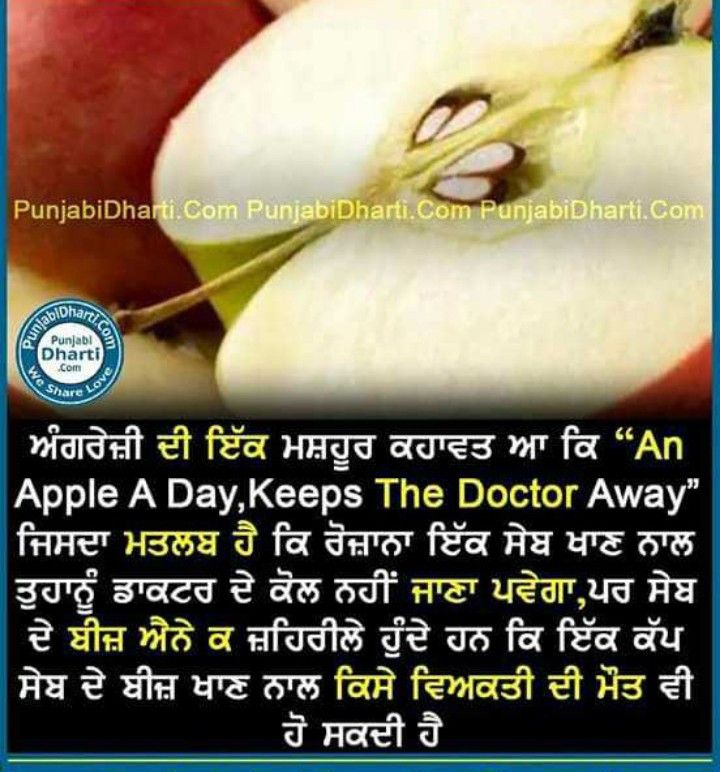 PunjabiDharti.Com PunjabiDharti.Com PunjabiDharti.Com
PunjabiDharti.Com
Punjabi
Dharti
.Com
We Share Love
ਅੰਗਰੇਜ਼ੀ ਦੀ ਇੱਕ ਮਸ਼ਹੂਰ ਕਹਾਵਤ ਆ ਕਿ “An
Apple A Day,Keeps The Doctor Away”
ਜਿਸਦਾ ਮਤਲਬ ਹੈ ਕਿ ਰੋਜ਼ਾਨਾ ਇੱਕ ਸੇਬ ਖਾਣ ਨਾਲ
ਤੁਹਾਨੂੰ ਡਾਕਟਰ ਦੇ ਕੋਲ ਨਹੀਂ ਜਾਣਾ ਪਵੇਗਾ,ਪਰ ਸੇਬ
ਦੇ ਬੀਜ਼ ਐਨੇ ਕ ਜ਼ਹਿਰੀਲੇ ਹੁੰਦੇ ਹਨ ਕਿ ਇੱਕ ਕੱਪ
ਸੇਬ ਦੇ ਬੀਜ਼ ਖਾਣ ਨਾਲ ਕਿਸੇ ਵਿਅਕਤੀ ਦੀ ਮੌਤ ਵੀ
ਹੋ ਸਕਦੀ ਹੈ